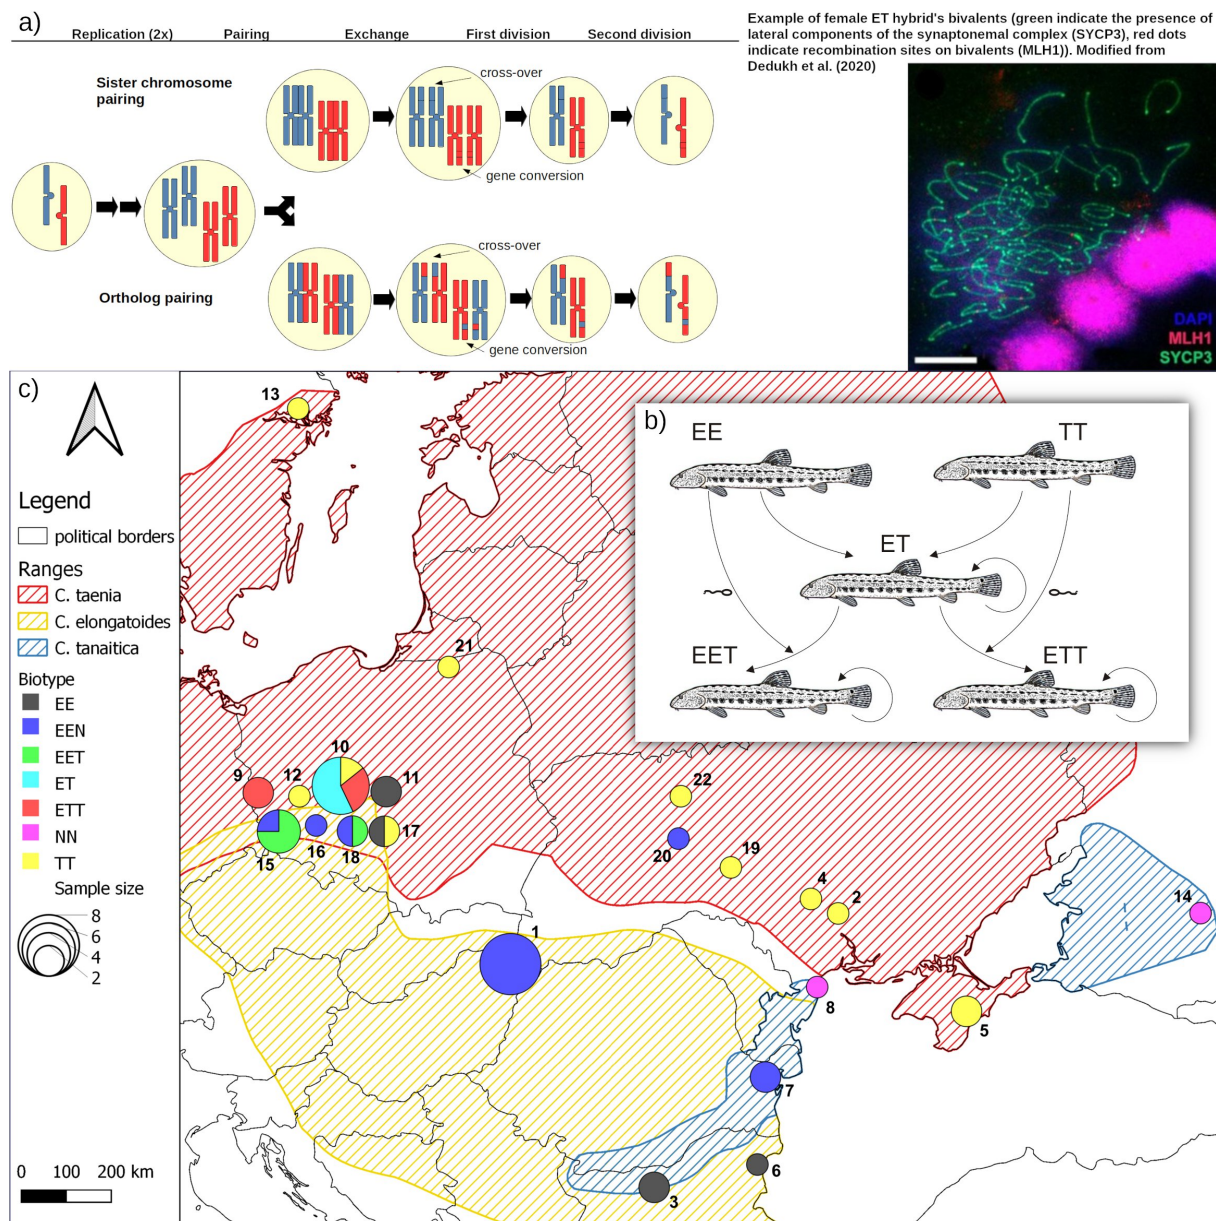 a)
Replication (2x) Pairing Exchange First division Second division
Sister chromosome
pairing
cross-over
gene conversion
Ortholog pairing
cross-over
gene conversion
Example of female ET hybrid's bivalents (green indicate the presence of
lateral components of the synaptonemal complex (SYCP3), red dots
indicate recombination sites on bivalents (MLH1)). Modified from
Dedukh et al. (2020)
DAPI
MLH1
SYCP3
c)
Legend
political borders
Ranges
C. taenia
C. elongatoides
C. tanaitica
Biotype
EE
EEN
EET
ET
ETT
NN
TT
Sample size
8
6
4
2
0 100 200 km
b)
EE TT
ET
EET ETT
13
21
10
9 12 11
22
15 16 18 17
20 19
4 2
14
1
8
5
7
6
3